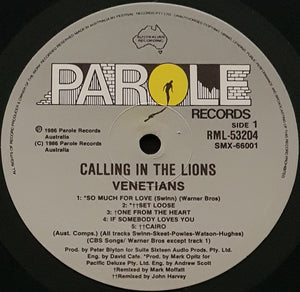 AUSTRALIAN RECORDING
PAROLE
RECORDS
SIDE 1
RML-53204
SMX-66001
℗ 1986 Parole Records
Australia
(C) 1986 Parole Records
Australia
CALLING IN THE LIONS
VENETIANS
1: *SO MUCH FOR LOVE (Swinn) (Warner Bros)
2: *††SET LOOSE
3: †ONE FROM THE HEART
4: IF SOMEBODY LOVES YOU
5: ††CAIRO
(Aust. Comps.) (All tracks Swinn-Skeet-Powles-Watson-Hughes)
(CBS Songs/ Warner Bros except track 1)
Prod. by Peter Blyton for Suite Sixteen Audio Prods. Ltd.
Eng. by David Cafe. *Prod. by Mark Opitz for
Pacific Deluxe Pty. Ltd. Eng. by Andrew Scott
†Remixed by Mark Moffatt
††Remixed by John Harvey